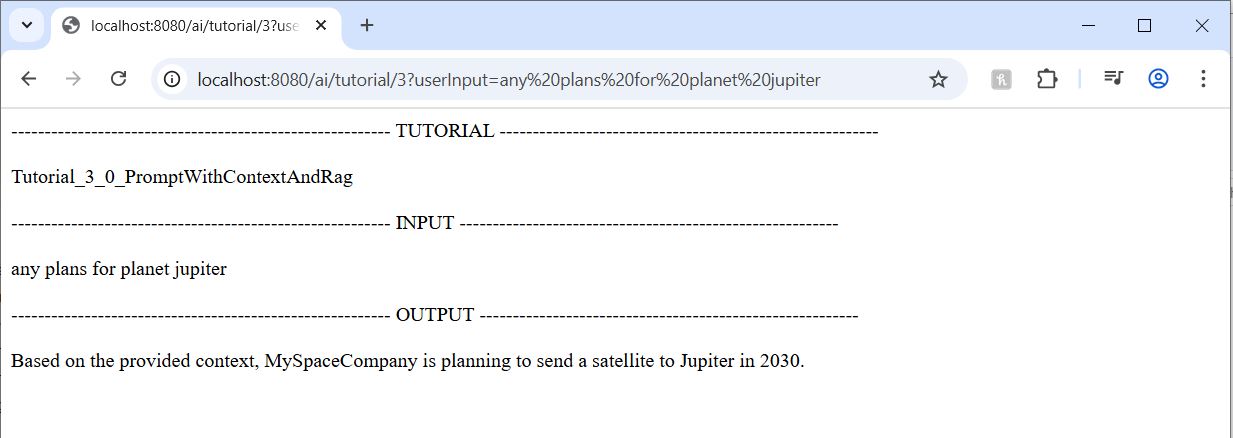 localhost:8080/ai/tutorial/3?use
localhost:8080/ai/tutorial/3?userInput=any%20plans%20for%20planet%20jupiter
--------------------------------------------------------- TUTORIAL ---------------------------------------------------------
Tutorial_3_0_PromptWithContextAndRag
--------------------------------------------------------- INPUT ---------------------------------------------------------
any plans for planet jupiter
--------------------------------------------------------- OUTPUT ---------------------------------------------------------
Based on the provided context, MySpaceCompany is planning to send a satellite to Jupiter in 2030.